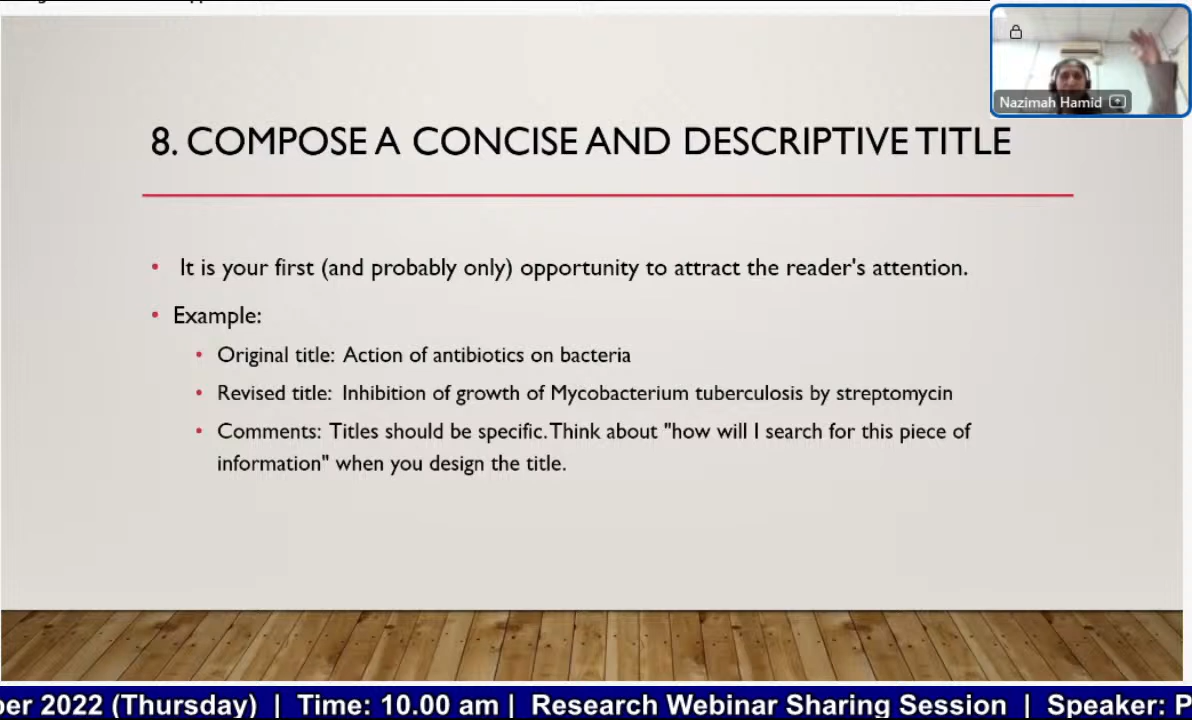 Nazimah Hamid
8. COMPOSE A CONCISE AND DESCRIPTIVE TITLE
• It is your first (and probably only) opportunity to attract the reader's attention.
• Example:
• Original title: Action of antibiotics on bacteria
• Revised title: Inhibition of growth of Mycobacterium tuberculosis by streptomycin
• Comments: Titles should be specific. Think about "how will I search for this piece of
information" when you design the title.
ber 2022 (Thursday) | Time: 10.00 am | Research Webinar Sharing Session | Speaker: P